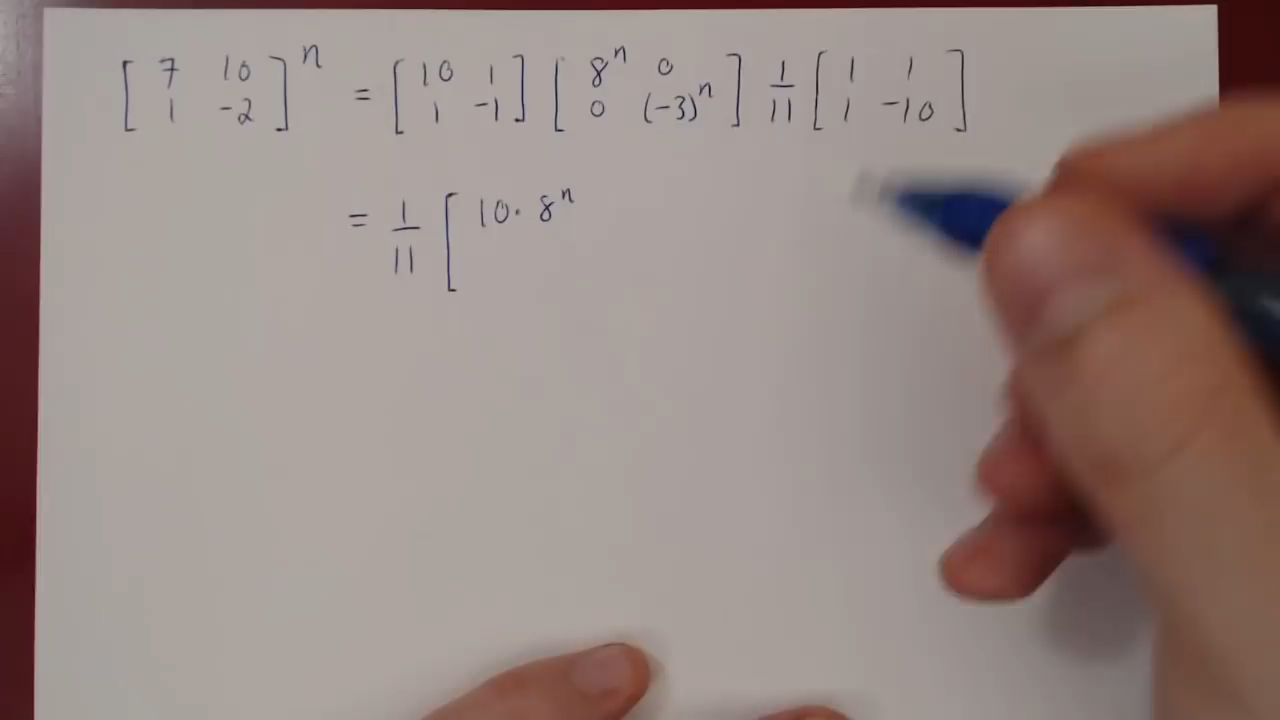 [ 7 10 ; 1 -2 ]^n = [ 10 1 ; 1 -1 ] [ 8^n 0 ; 0 (-3)^n ] 1/11 [ 1 1 ; 1 -10 ]
= 1/11 [ 10 · 8^n